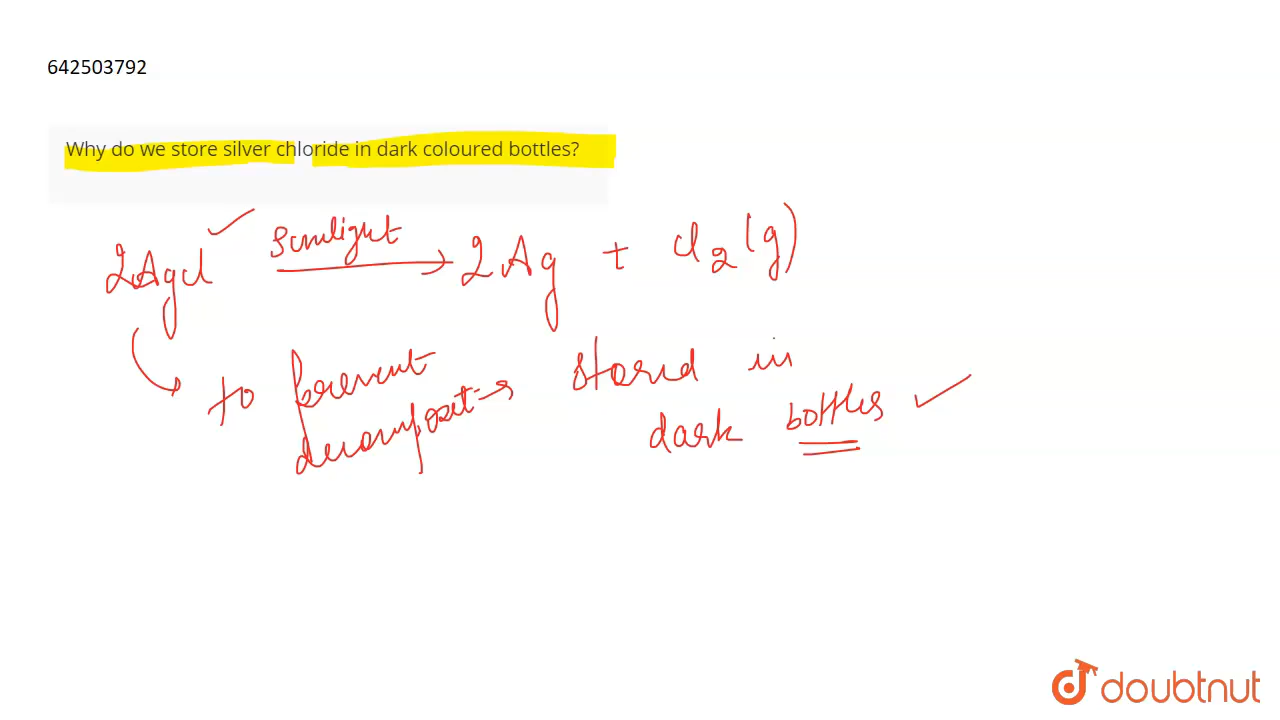 642503792
Why do we store silver chloride in dark coloured bottles?
2Agcl sunlight 2Ag + cl2(g)
to prevent stored in
decomposit-n dark bottles
doubtnut